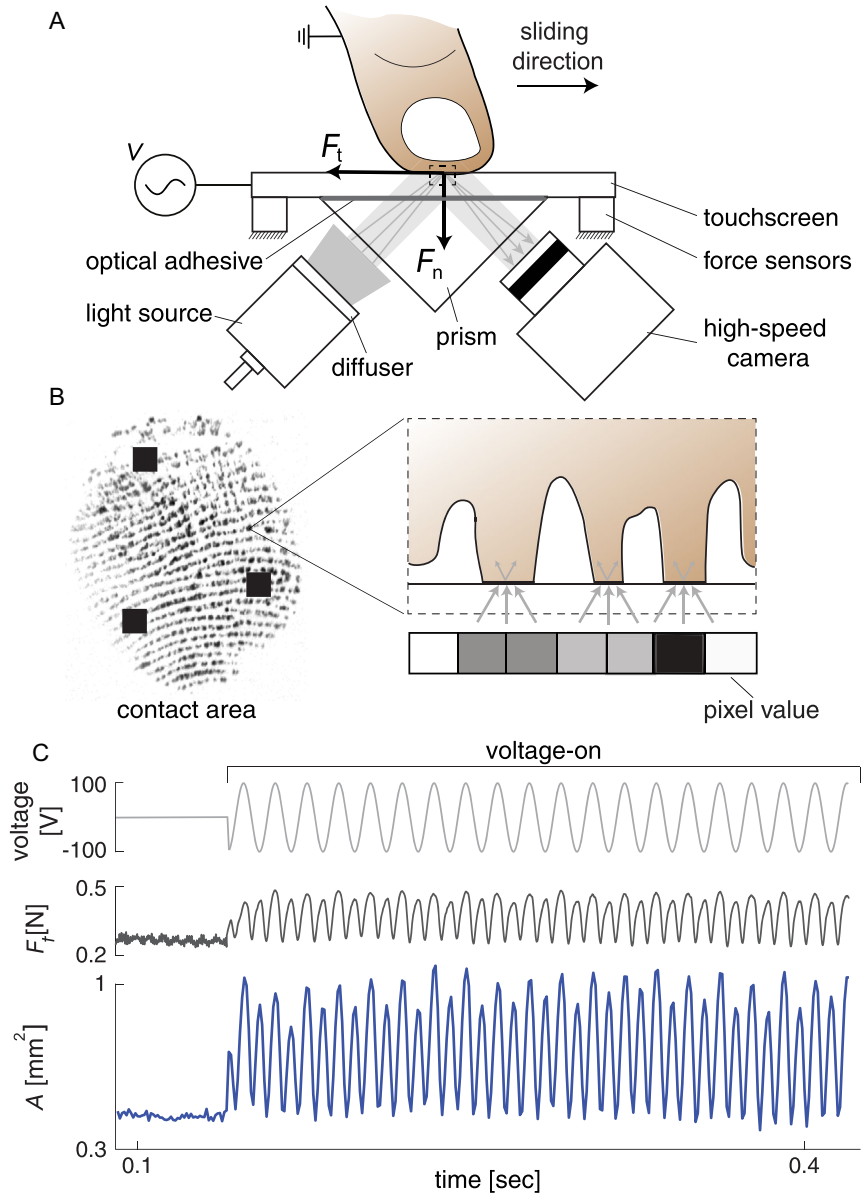 A
sliding
direction
V
Ft
touchscreen
optical adhesive
Fn
force sensors
light source
prism
high-speed
camera
diffuser
B
contact area
pixel value
C
voltage-on
100
-100
voltage
[V]
0.5
0.2
Ft[N]
1
0.3
A [mm²]
0.1
0.4
time [sec]